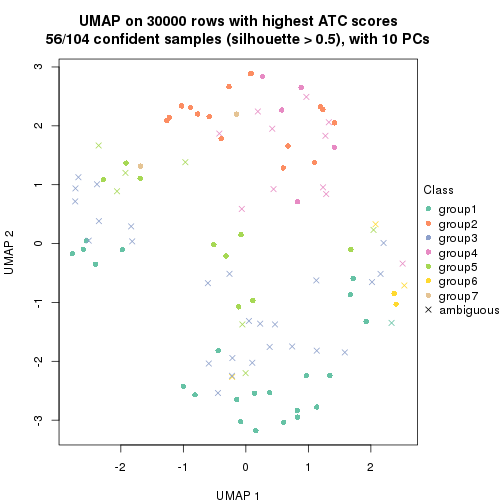 UMAP on 30000 rows with highest ATC scores
56/104 confident samples (silhouette > 0.5), with 10 PCs
3
2
1
0
-1
-2
-3
UMAP 2
-2
-1
0
1
2
UMAP 1
Class
group1
group2
group3
group4
group5
group6
group7
ambiguous